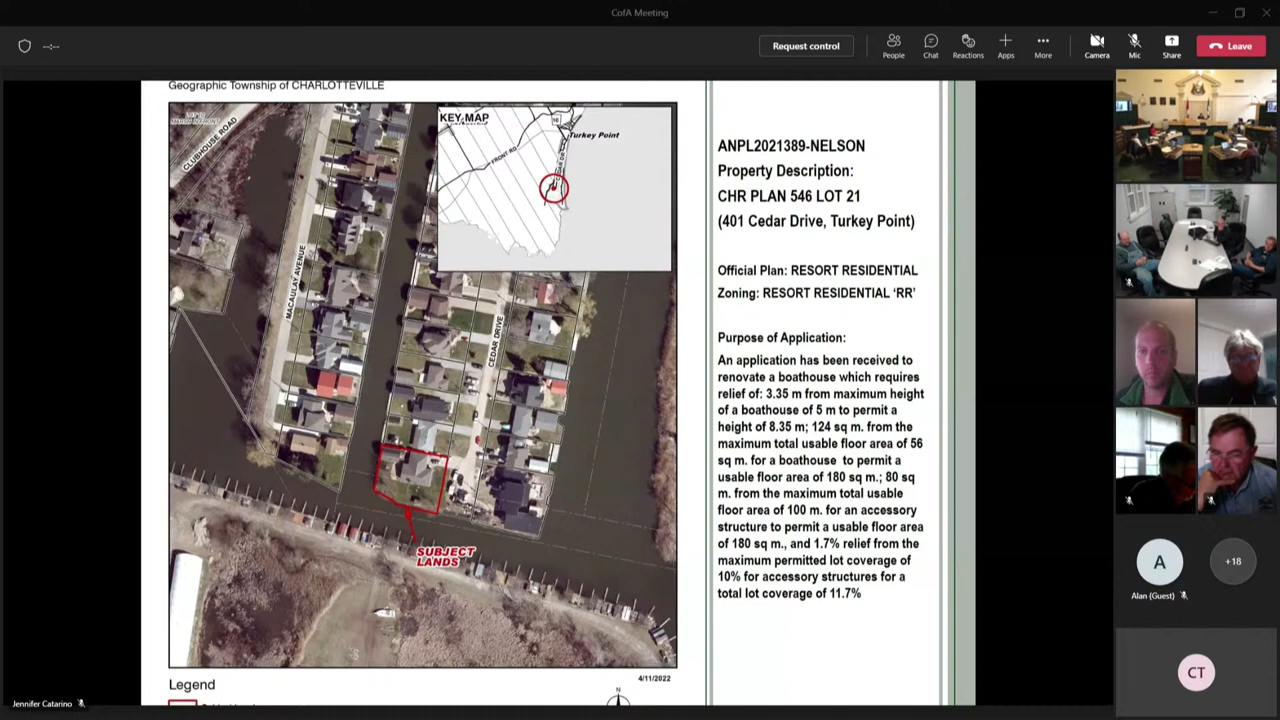 CofA Meeting
--:--
Request control
People
Chat
Reactions
Apps
More
Camera
Mic
Share
Leave
Geographic Township of CHARLOTTEVILLE
CLUBHOUSE ROAD
MACAULAY AVENUE
CEDAR DRIVE
KEY MAP
Turkey Point
FRONT RD
10
SUBJECT
LANDS
4/11/2022
Legend
N
ANPL2021389-NELSON
Property Description:
CHR PLAN 546 LOT 21
(401 Cedar Drive, Turkey Point)
Official Plan: RESORT RESIDENTIAL
Zoning: RESORT RESIDENTIAL ‘RR’
Purpose of Application:
An application has been received to
renovate a boathouse which requires
relief of: 3.35 m from maximum height
of a boathouse of 5 m to permit a
height of 8.35 m; 124 sq m. from the
maximum total usable floor area of 56
sq m. for a boathouse to permit a
usable floor area of 180 sq m.; 80 sq
m. from the maximum total usable
floor area of 100 m. for an accessory
structure to permit a usable floor area
of 180 sq m., and 1.7% relief from the
maximum permitted lot coverage of
10% for accessory structures for a
total lot coverage of 11.7%
A
Alan (Guest)
+18
CT
Jennifer Catarino